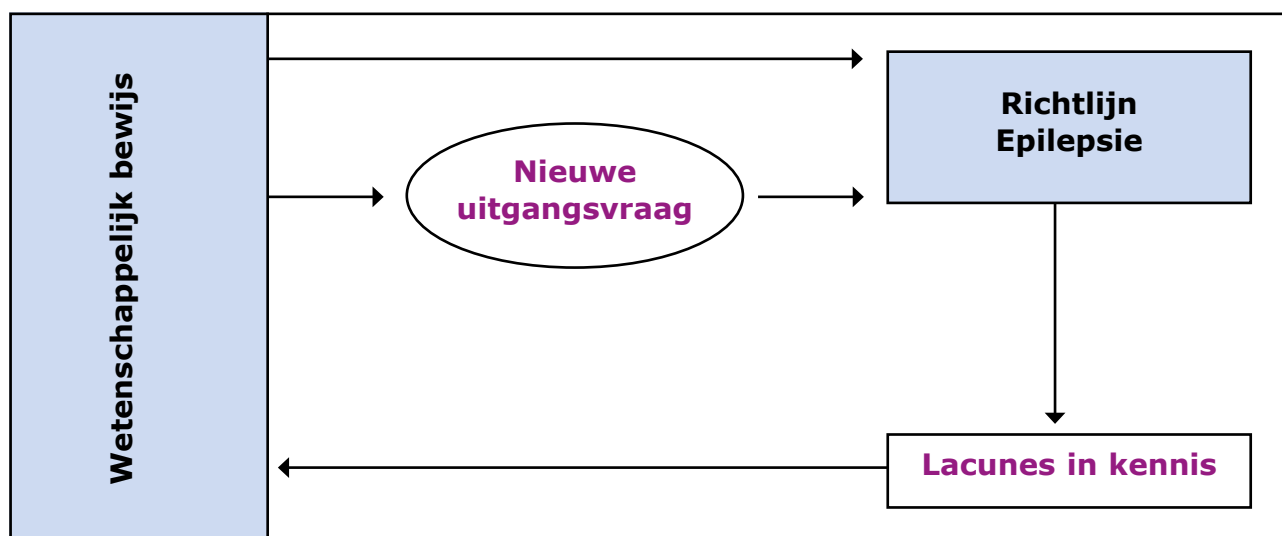 Wetenschappelijk bewijs
Richtlijn
Epilepsie
Nieuwe
uitgangsvraag
Lacunes in kennis